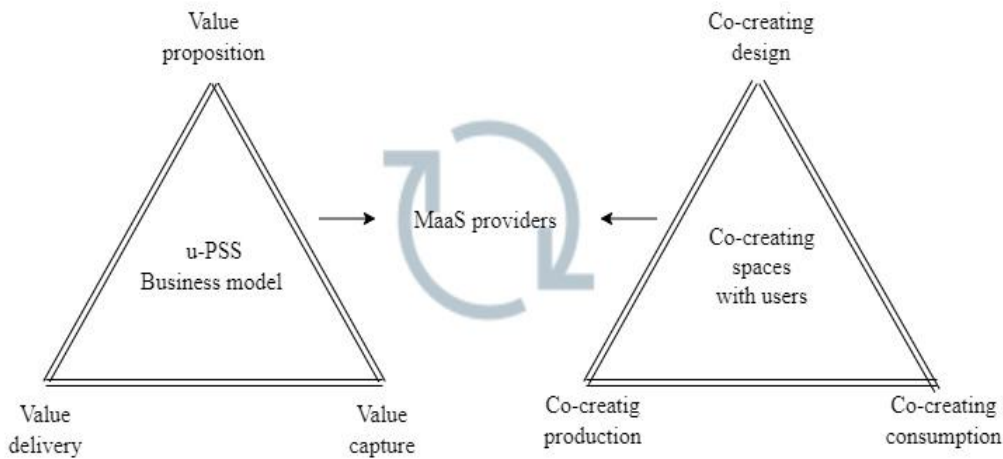 Value
proposition
Co-creating
design
MaaS providers
u-PSS
Business model
Co-creating
spaces
with users
Value
delivery
Value
capture
Co-creatig
production
Co-creating
consumption